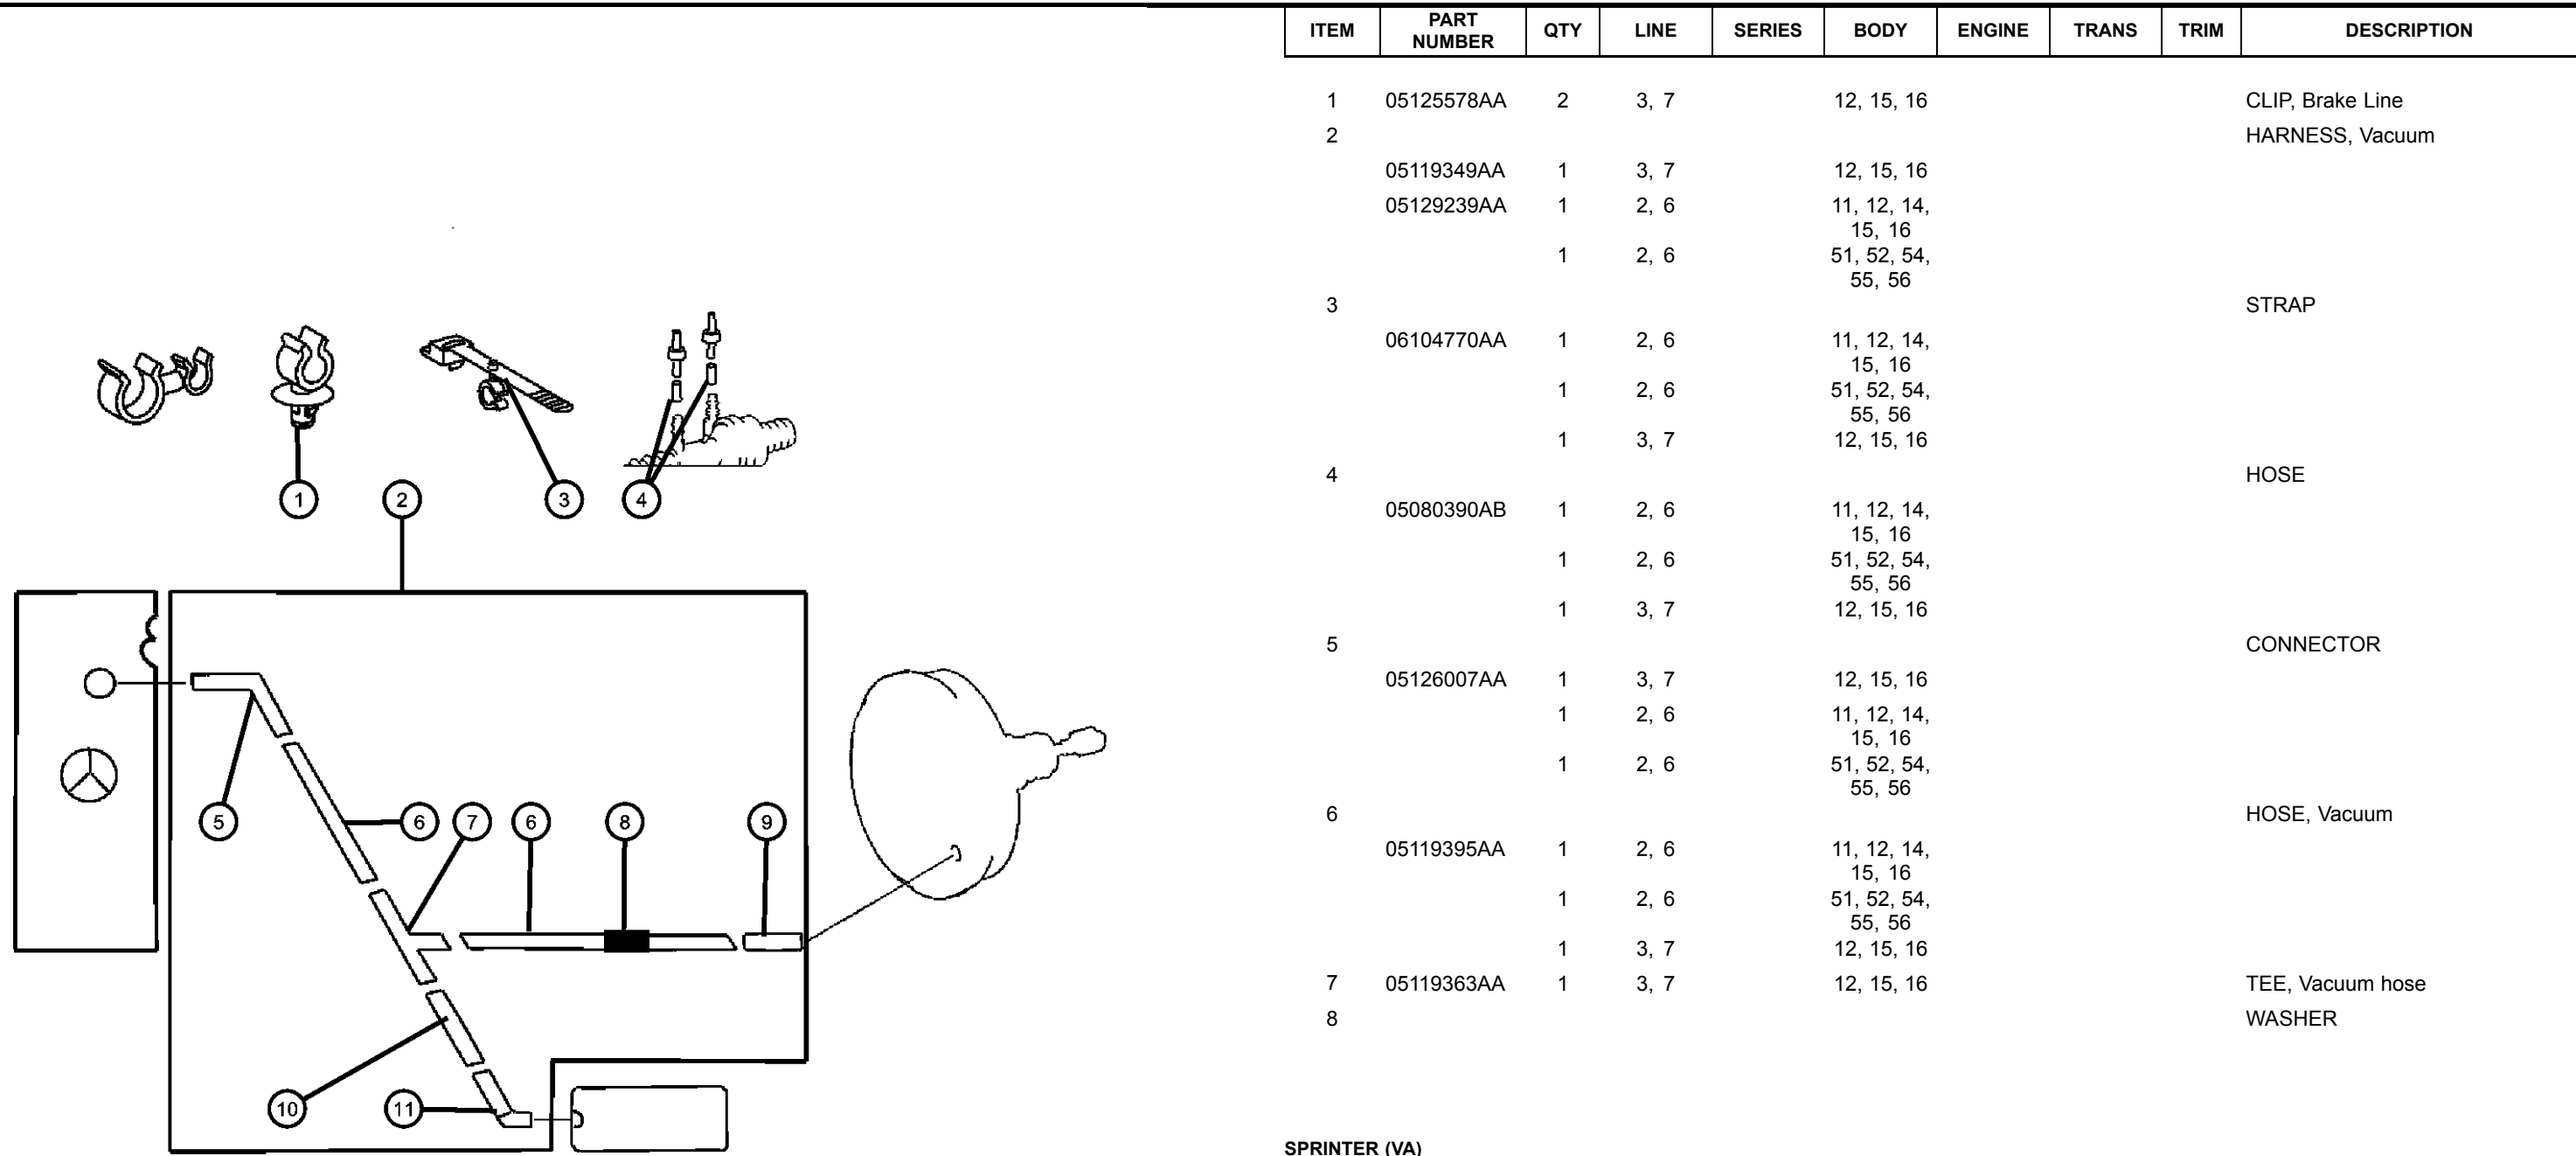 ITEM PART NUMBER QTY LINE SERIES BODY ENGINE TRANS TRIM DESCRIPTION
1 05125578AA 2 3, 7 12, 15, 16 CLIP, Brake Line
2 HARNESS, Vacuum
05119349AA 1 3, 7 12, 15, 16
05129239AA 1 2, 6 11, 12, 14,
15, 16
1 2, 6 51, 52, 54,
55, 56
3 STRAP
06104770AA 1 2, 6 11, 12, 14,
15, 16
1 2, 6 51, 52, 54,
55, 56
1 3, 7 12, 15, 16
4 HOSE
05080390AB 1 2, 6 11, 12, 14,
15, 16
1 2, 6 51, 52, 54,
55, 56
1 3, 7 12, 15, 16
5 CONNECTOR
05126007AA 1 3, 7 12, 15, 16
1 2, 6 11, 12, 14,
15, 16
1 2, 6 51, 52, 54,
55, 56
6 HOSE, Vacuum
05119395AA 1 2, 6 11, 12, 14,
15, 16
1 2, 6 51, 52, 54,
55, 56
1 3, 7 12, 15, 16
7 05119363AA 1 3, 7 12, 15, 16 TEE, Vacuum hose
8 WASHER
SPRINTER (VA)
1 2 3 4
5 6 7 6 8 9
10 11